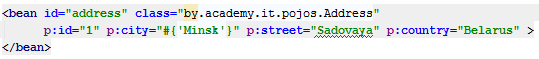 <bean id="address" class="by.academy.it.pojos.Address"
p:id="1" p:city="#{'Minsk'}" p:street="Sadovaya" p:country="Belarus" >
</bean>